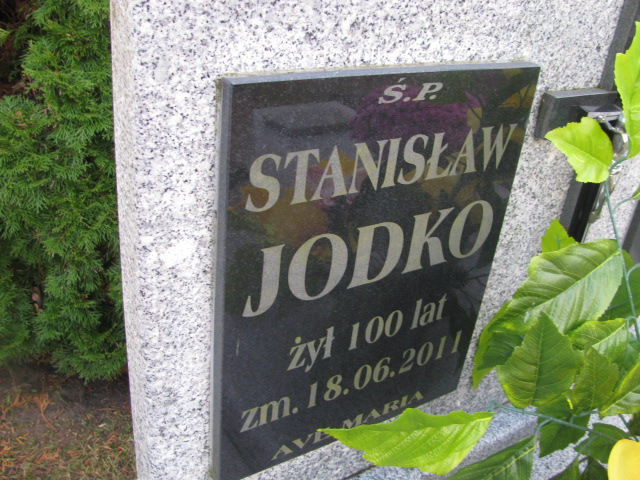 Ś.P.
STANISŁAW
JODKO
żył 100 lat
zm. 18.06.2011
AVE MARIA